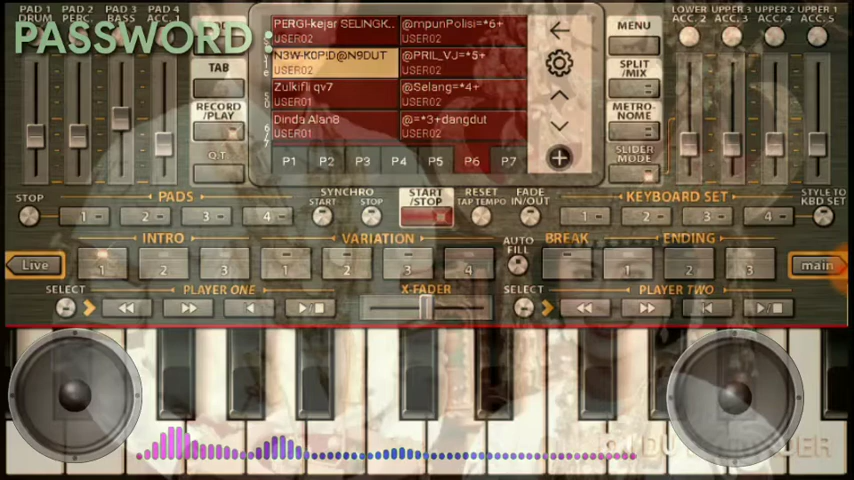 PAD 1 PAD 2 PAD 3 PAD 4
DRUM PERC. BASS ACC. 1
PASSWORD
TAB
RECORD/
PLAY
Q.T.
PERGI-kejar SELINGK... @mpunPolisi=*6+
USER02 USER02
N3W-K0P!D@N9DUT @PRIL_VJ=*5+
USER02 USER02
Zulkifli qv7 @Selang=*4+
USER01 USER02
Dinda Alan8 @=*3+dangdut
USER01 USER02
P1 P2 P3 P4 P5 P6 P7
MENU
SPLIT
/MIX
METRO-
NOME
SLIDER
MODE
LOWER UPPER 3 UPPER 2 UPPER 1
ACC. 2 ACC. 3 ACC. 4 ACC. 5
STOP PADS SYNCHRO START STOP START/STOP RESET TAP TEMPO FADE IN/OUT KEYBOARD SET STYLE TO KBD SET
1 2 3 4 1 2 3 4
INTRO VARIATION AUTO FILL BREAK ENDING
Live 1 2 3 1 2 3 4 1 2 3 main
SELECT PLAYER ONE X-FADER SELECT PLAYER TWO